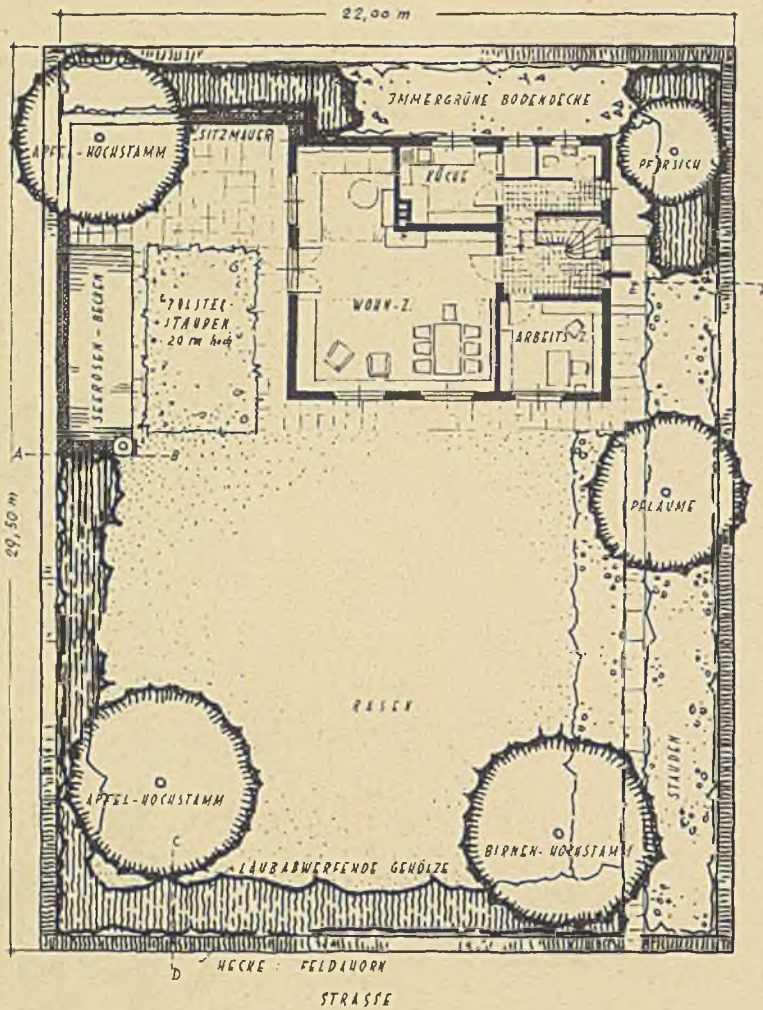 22,00 m
IMMERGRÜNE BODENDECKE
SITZMAUER
APFEL-HOCHSTAMM
KÜCHE
PFIRSICH
E
F
SEEROSEN-BECKEN
POLSTER-
STAUDEN
20 cm hoch
WOHN-Z.
ARBEITS-Z.
A
B
29,50 m
PFLAUME
RASEN
STAUDEN
APFEL-HOCHSTAMM
C
BIRNEN-HOCHSTAMM
LAUBABWERFENDE GEHÖLZE
D
HECKE: FELDAHORN
STRASSE